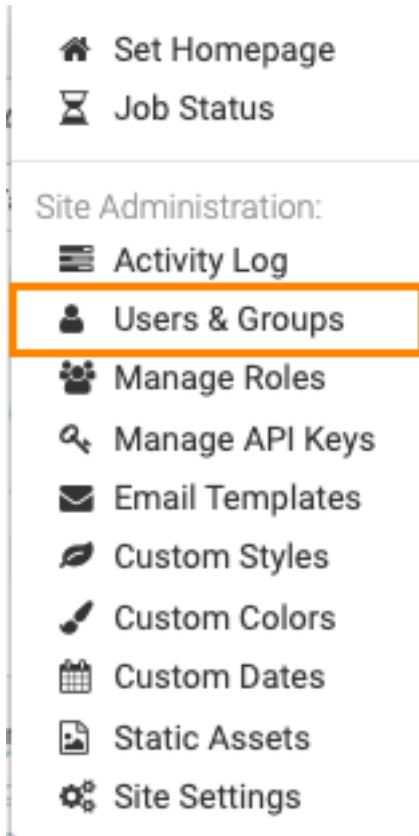 Set Homepage
Job Status
Site Administration:
Activity Log
Users & Groups
Manage Roles
Manage API Keys
Email Templates
Custom Styles
Custom Colors
Custom Dates
Static Assets
Site Settings